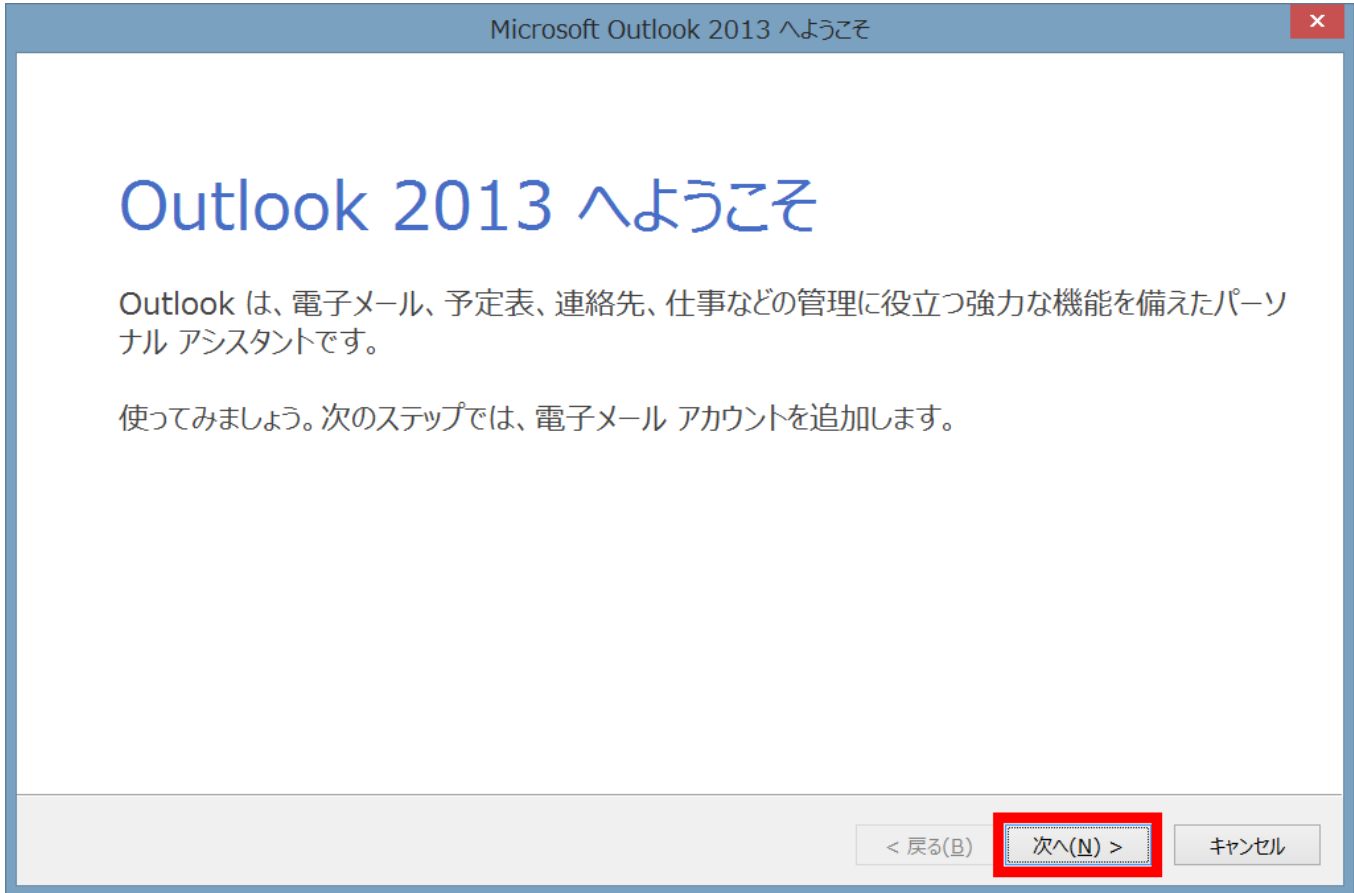 Microsoft Outlook 2013 へようこそ
Outlook 2013 へようこそ
Outlook は、電子メール、予定表、連絡先、仕事などの管理に役立つ強力な機能を備えたパーソ
ナル アシスタントです。
使ってみましょう。次のステップでは、電子メール アカウントを追加します。
< 戻る(B) 次へ(N) > キャンセル